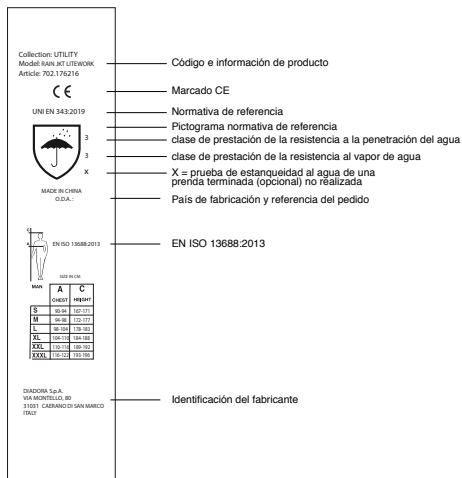 Collection: UTILITY
Model: RAIN JKT LITEWORK
Article: 702.176216
Código e información de producto
CE
Marcado CE
UNI EN 343:2019
Normativa de referencia
Pictograma normativa de referencia
3
clase de prestación de la resistencia a la penetración del agua
3
clase de prestación de la resistencia al vapor de agua
X
X = prueba de estanqueidad al agua de una
prenda terminada (opcional) no realizada
MADE IN CHINA
O.D.A. :
País de fabricación y referencia del pedido
C
A
EN ISO 13688:2013
EN ISO 13688:2013
SIZE IN CM
MAN
A C
CHEST HEIGHT
S 90-94 167-171
M 94-98 172-177
L 98-104 178-183
XL 104-110 184-188
XXL 110-116 189-192
XXXL 116-122 193-196
DIADORA S.p.A.
VIA MONTELLO, 80
31031 CAERANO DI SAN MARCO
ITALY
Identificación del fabricante